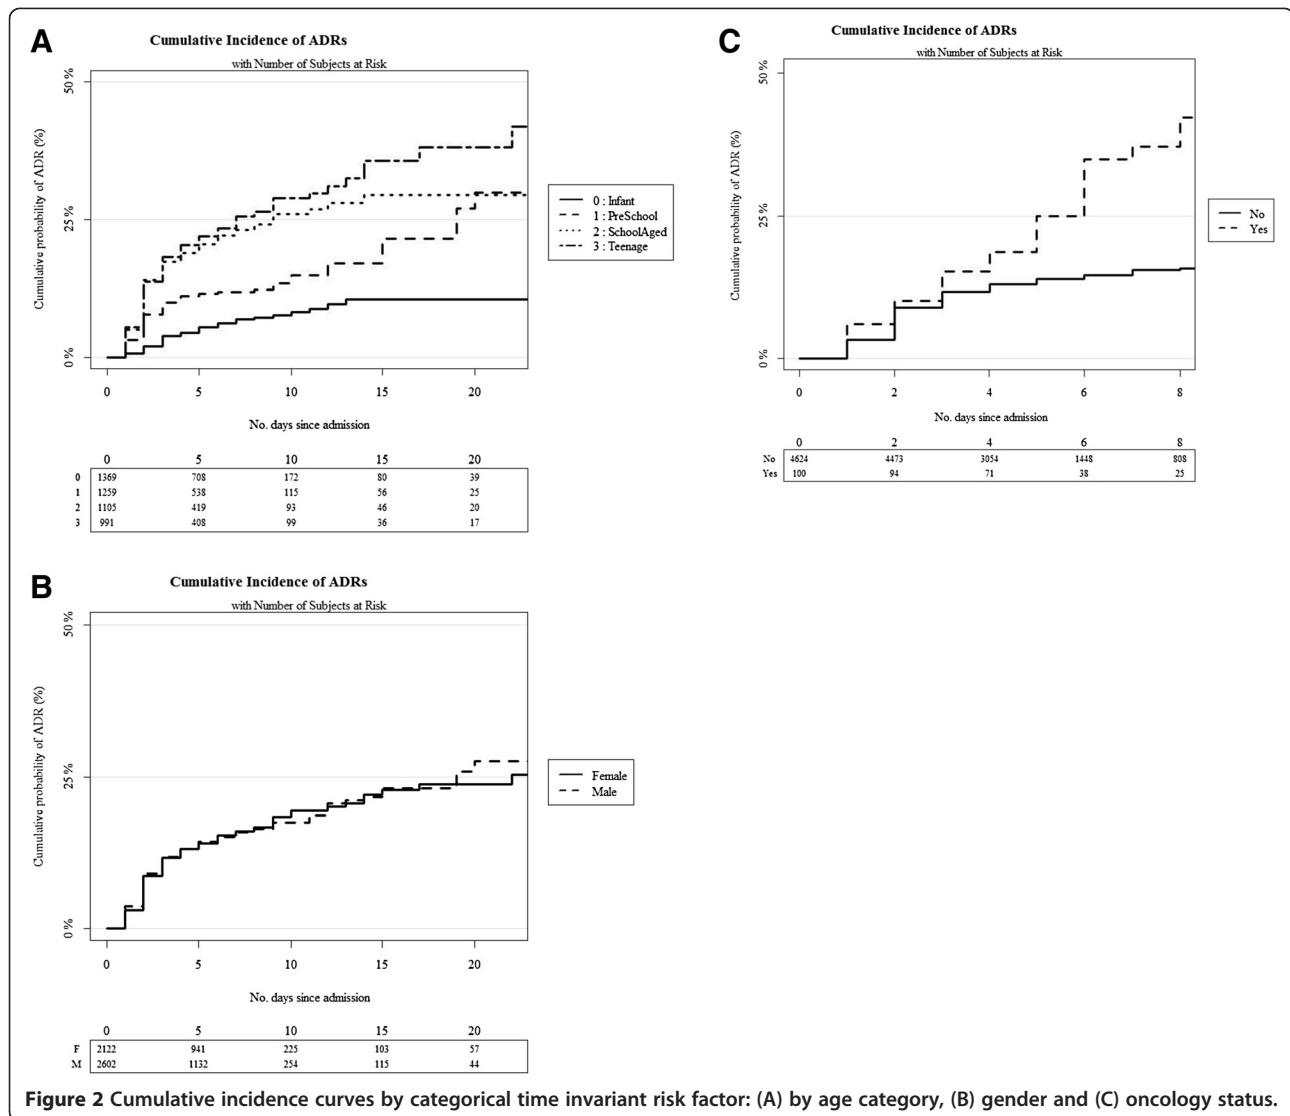 A
Cumulative Incidence of ADRs
with Number of Subjects at Risk
Cumulative probability of ADR (%)
50 %
25 %
0 %
0 5 10 15 20
No. days since admission
0 : Infant
1 : PreSchool
2 : SchoolAged
3 : Teenage
0 5 10 15 20
0 1369 708 172 80 39
1 1259 538 115 56 25
2 1105 419 93 46 20
3 991 408 99 36 17
B
Cumulative Incidence of ADRs
with Number of Subjects at Risk
Cumulative probability of ADR (%)
50 %
25 %
0 %
0 5 10 15 20
No. days since admission
Female
Male
0 5 10 15 20
F 2122 941 225 103 57
M 2602 1132 254 115 44
C
Cumulative Incidence of ADRs
with Number of Subjects at Risk
Cumulative probability of ADR (%)
50 %
25 %
0 %
0 2 4 6 8
No. days since admission
No
Yes
0 2 4 6 8
No 4624 4473 3054 1448 808
Yes 100 94 71 38 25
Figure 2 Cumulative incidence curves by categorical time invariant risk factor: (A) by age category, (B) gender and (C) oncology status.